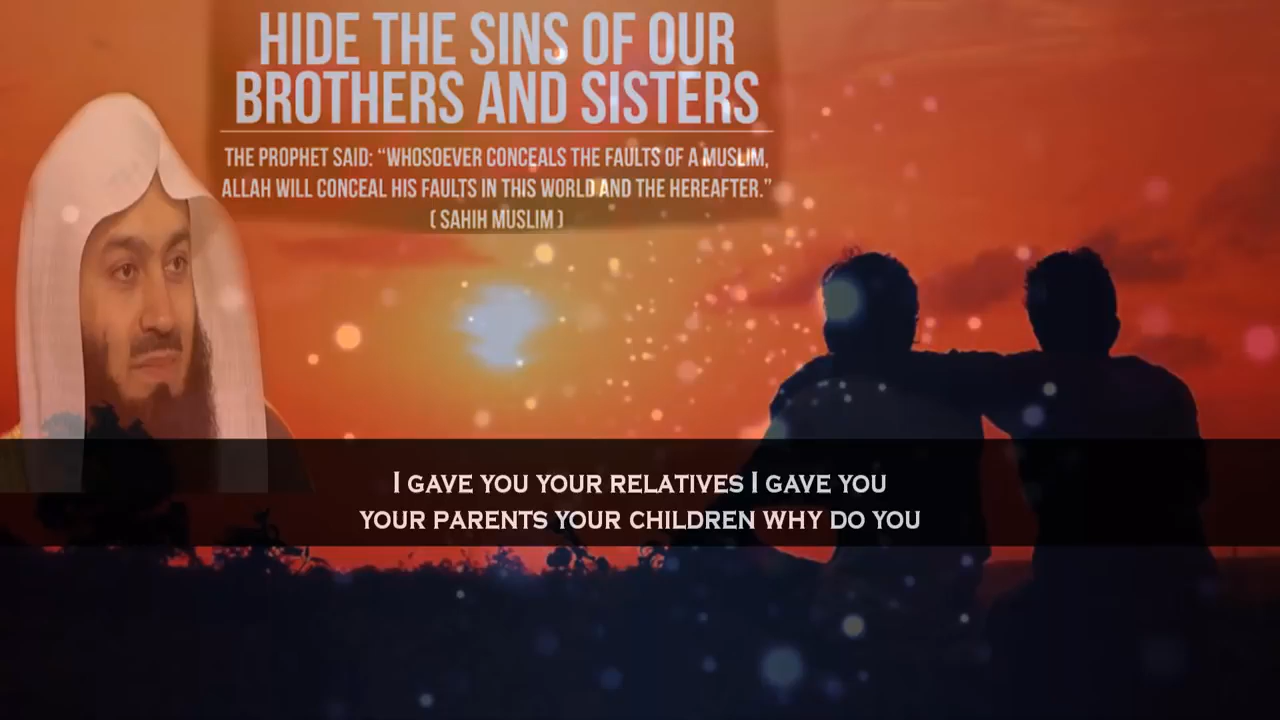 HIDE THE SINS OF OUR
BROTHERS AND SISTERS
THE PROPHET SAID: “WHOSOEVER CONCEALS THE FAULTS OF A MUSLIM,
ALLAH WILL CONCEAL HIS FAULTS IN THIS WORLD AND THE HEREAFTER.”
( SAHIH MUSLIM )
I GAVE YOU YOUR RELATIVES I GAVE YOU
YOUR PARENTS YOUR CHILDREN WHY DO YOU